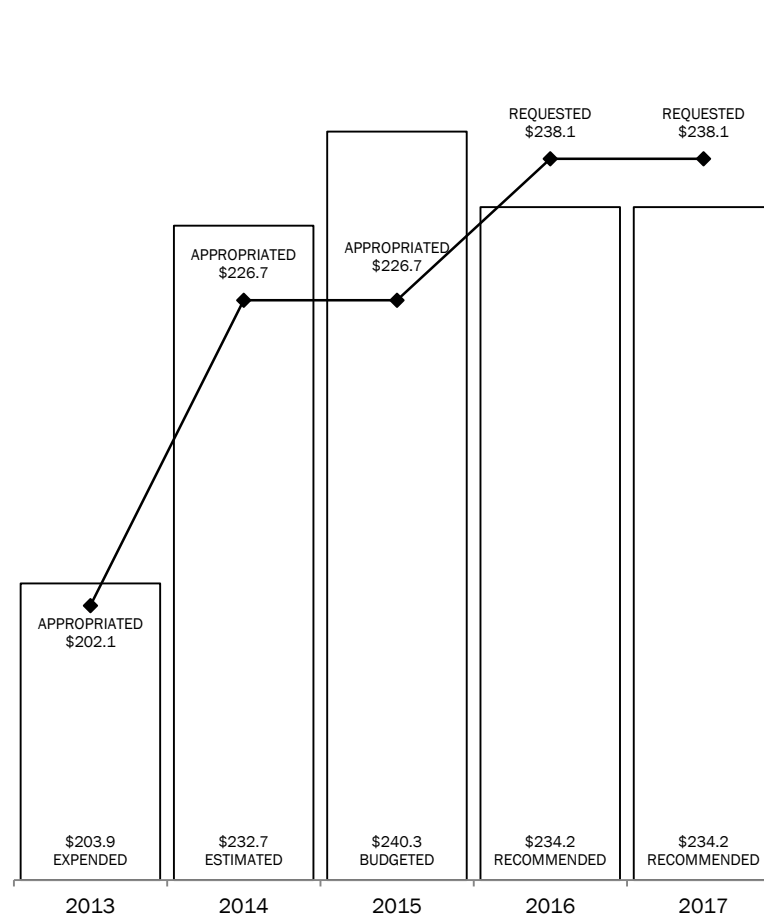 REQUESTED
$238.1
REQUESTED
$238.1
APPROPRIATED
$226.7
APPROPRIATED
$226.7
APPROPRIATED
$202.1
$203.9
EXPENDED
$232.7
ESTIMATED
$240.3
BUDGETED
$234.2
RECOMMENDED
$234.2
RECOMMENDED
2013
2014
2015
2016
2017